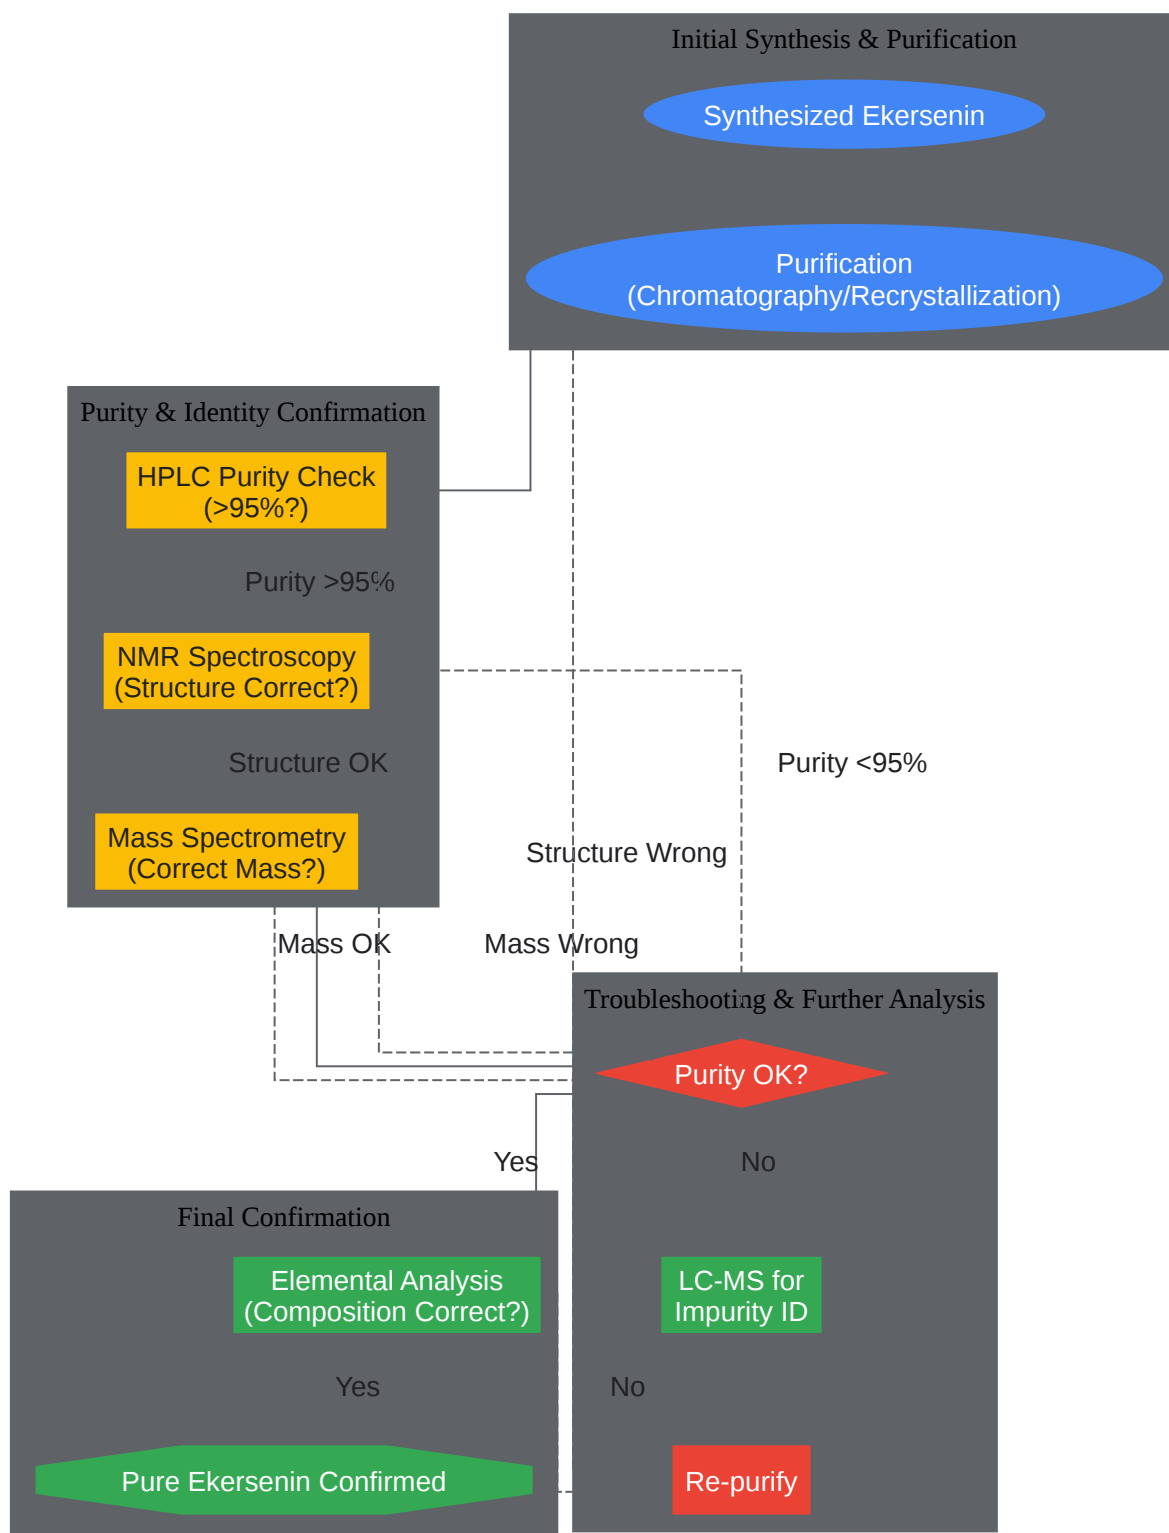 Initial Synthesis & Purification
Synthesized Ekersenin
Purification
(Chromatography/Recrystallization)
Purity & Identity Confirmation
HPLC Purity Check
(>95%?)
Purity >95%
NMR Spectroscopy
(Structure Correct?)
Structure OK
Purity <95%
Mass Spectrometry
(Correct Mass?)
Structure Wrong
Mass OK
Mass Wrong
Troubleshooting & Further Analysis
Purity OK?
Yes
No
Final Confirmation
Elemental Analysis
(Composition Correct?)
LC-MS for
Impurity ID
Yes
No
Pure Ekersenin Confirmed
Re-purify